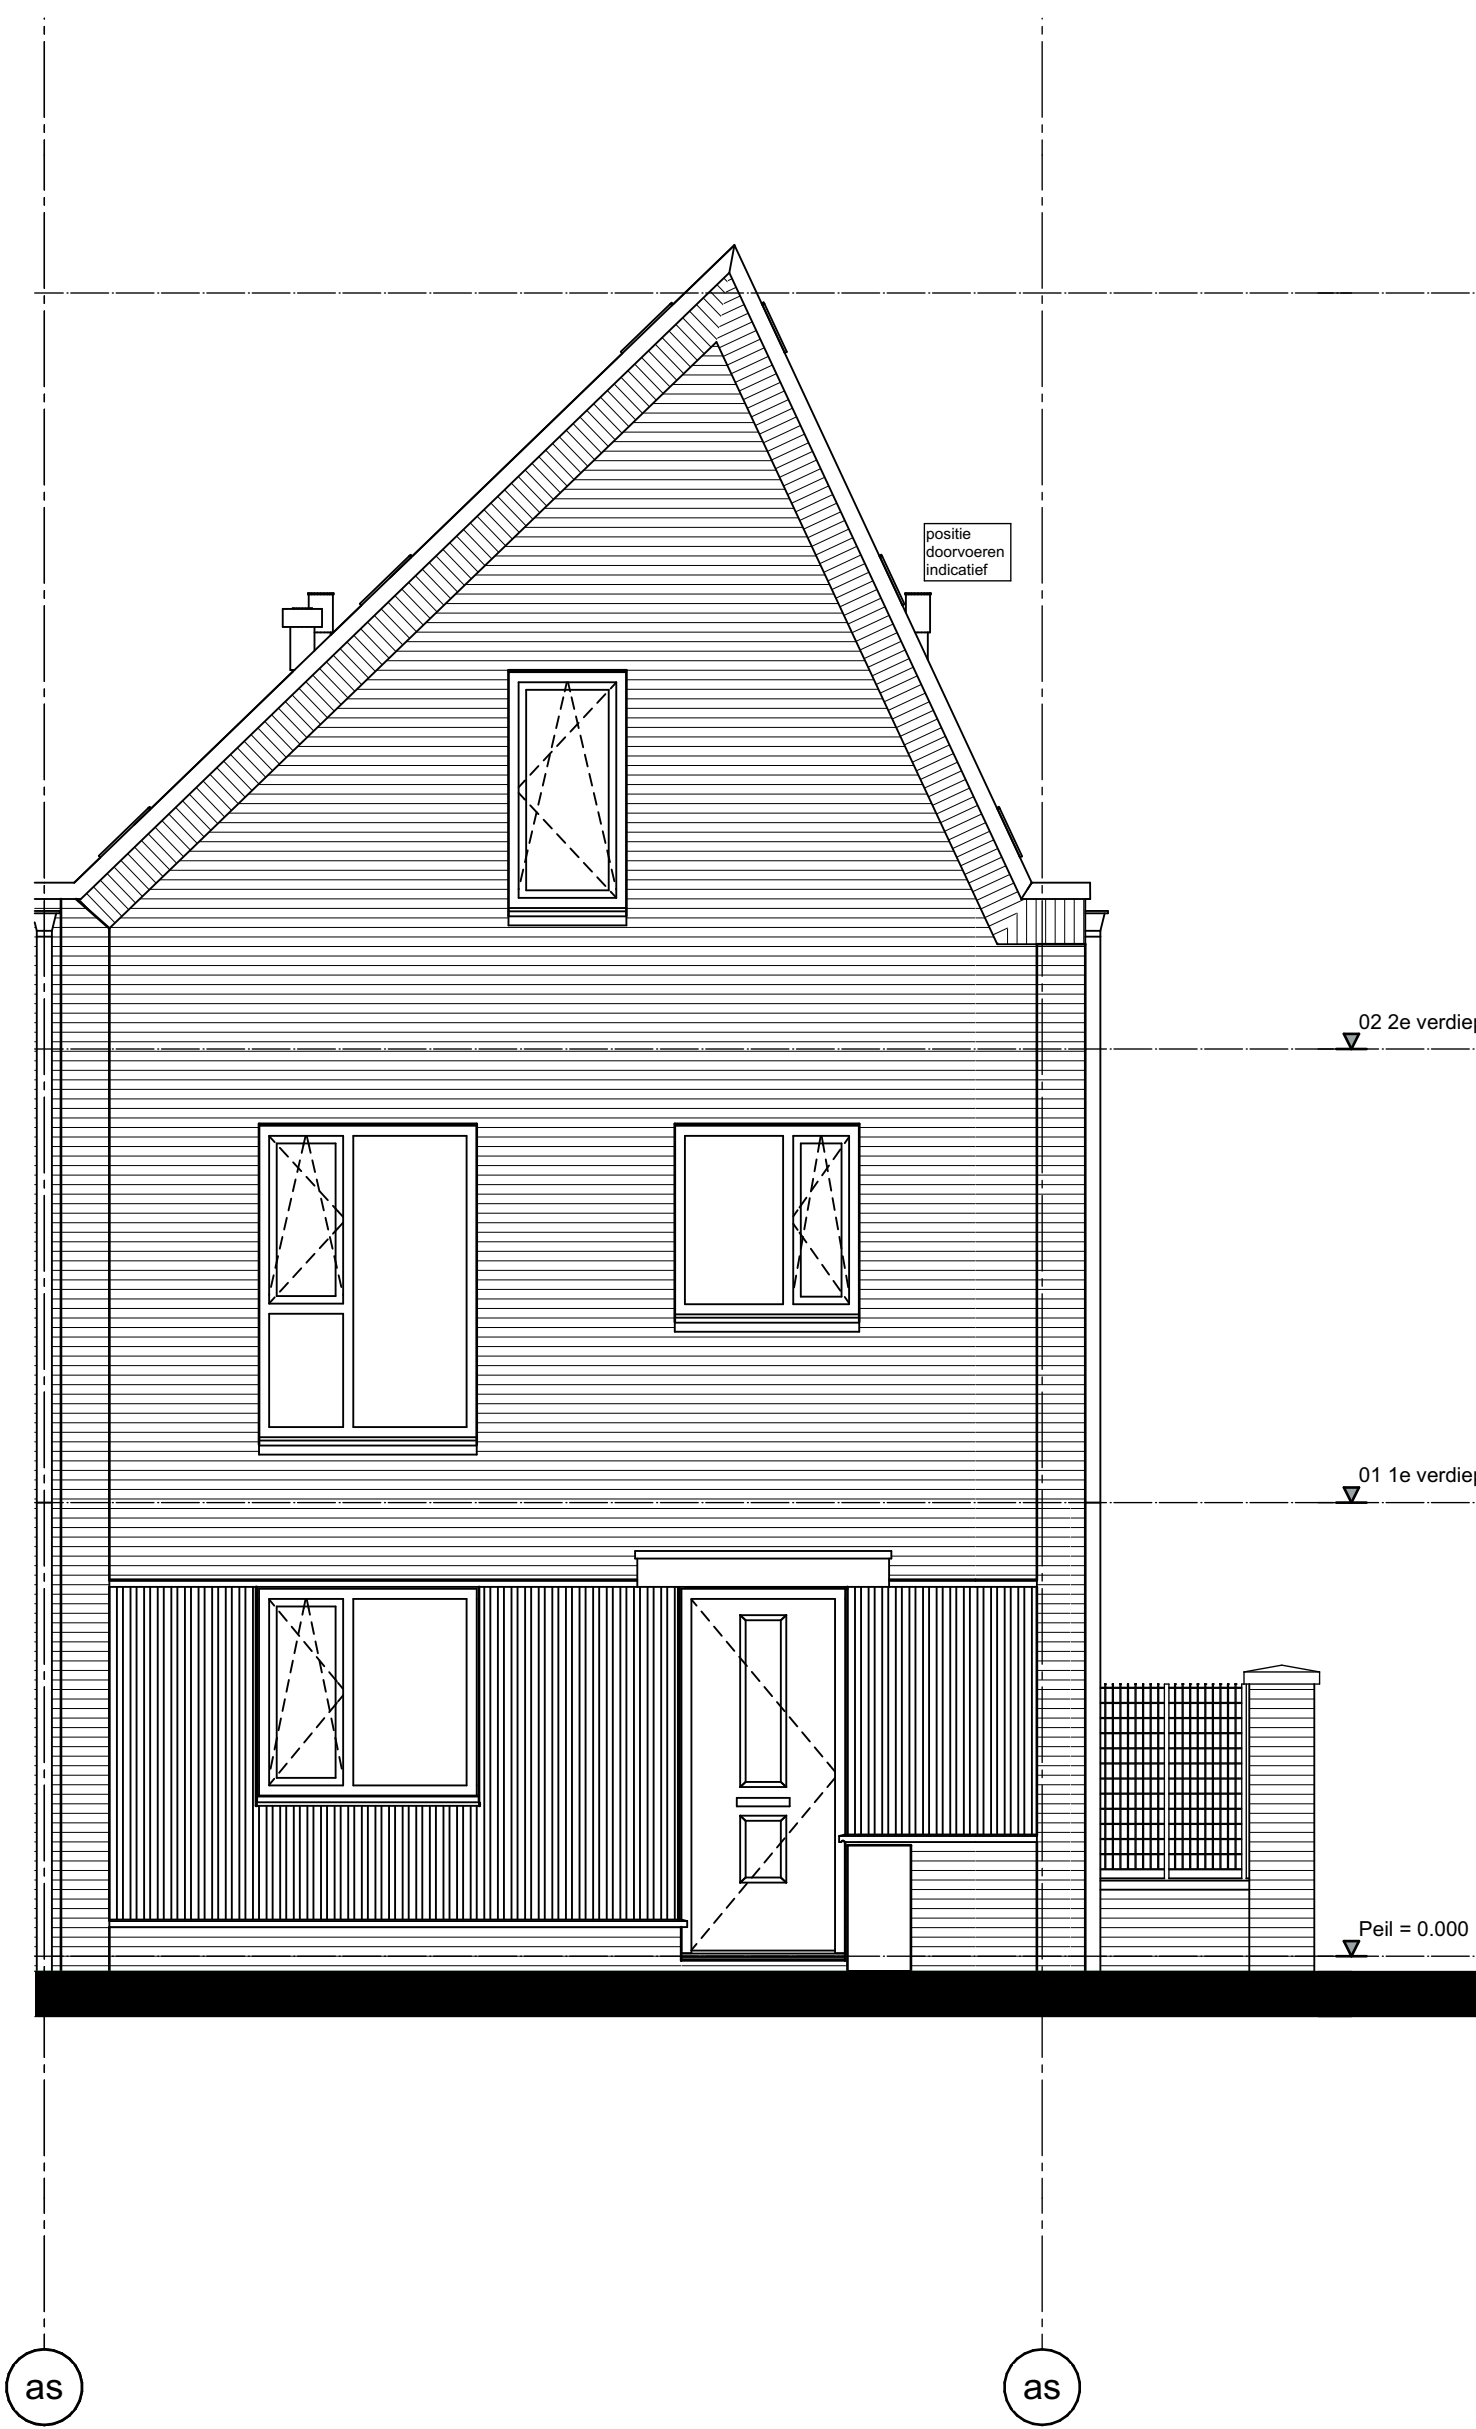 positie
doorvoeren
indicatief
02 2e verdiep
01 1e verdiep
Peil = 0.000
as
as